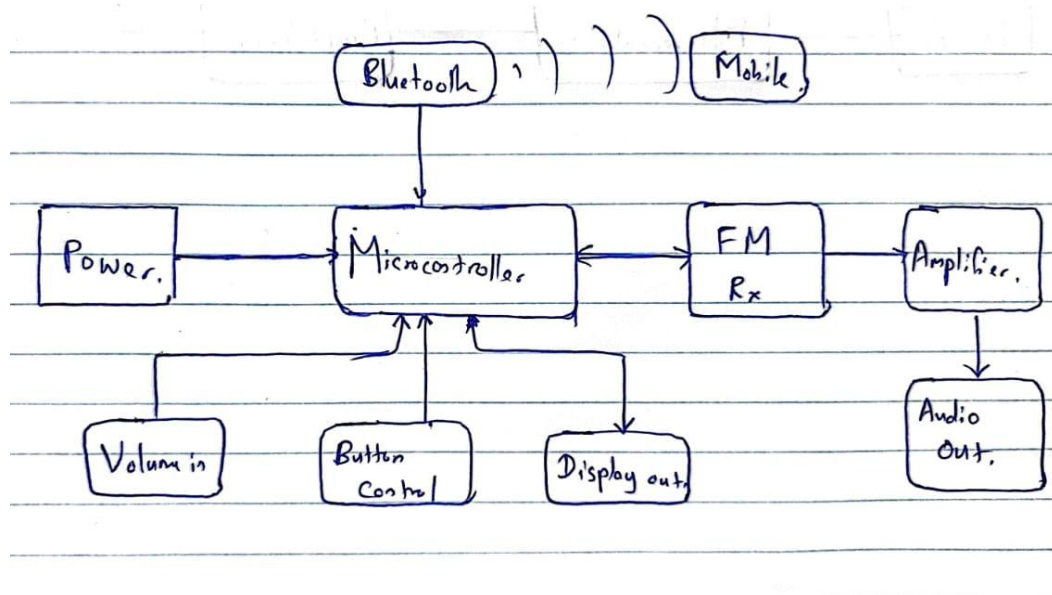 Bluetooth
Mobile.
Power.
Microcontroller
FM
Rx
Amplifier.
Volume in
Button
Control
Display out.
Audio
Out.